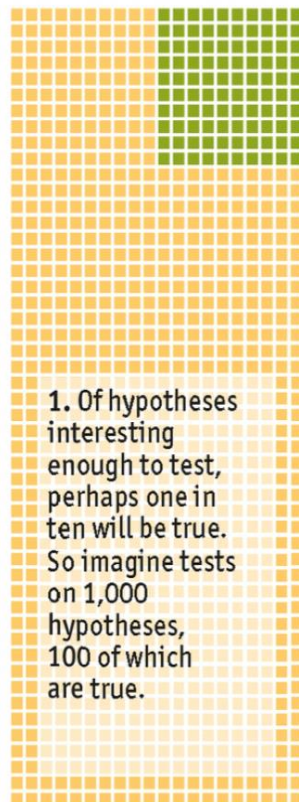 1. Of hypotheses
interesting
enough to test,
perhaps one in
ten will be true.
So imagine tests
on 1,000
hypotheses,
100 of which
are true.